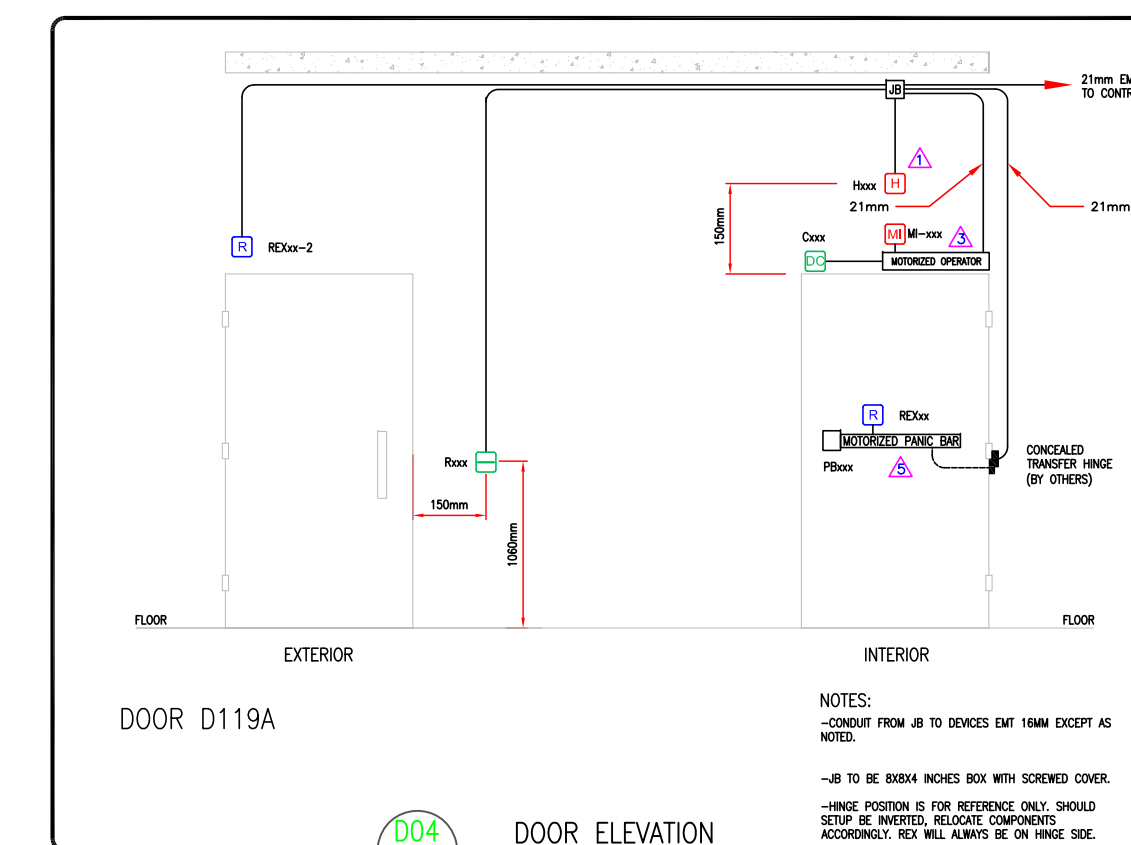 21mm
TO
JB
1
Hxxx
H
21mm
21mm
150mm
R
REXxx-2
Cxxx
MI
MI-xxx
3
DC
MOTORIZED OPERATOR
R
REXxx
MOTORIZED PANIC BAR
PBxxx
5
CONCEALED
TRANSFER HINGE
(BY OTHERS)
Rxxx
150mm
1060mm
FLOOR
FLOOR
EXTERIOR
INTERIOR
DOOR D119A
NOTES:
-CONDUIT FROM JB TO DEVICES EMT 16MM EXCEPT AS
NOTED.
-JB TO BE 8X8X4 INCHES BOX WITH SCREWED COVER.
-HINGE POSITION IS FOR REFERENCE ONLY. SHOULD
SETUP BE INVERTED, RELOCATE COMPONENTS
ACCORDINGLY. REX WILL ALWAYS BE ON HINGE SIDE.
D04
DOOR ELEVATION